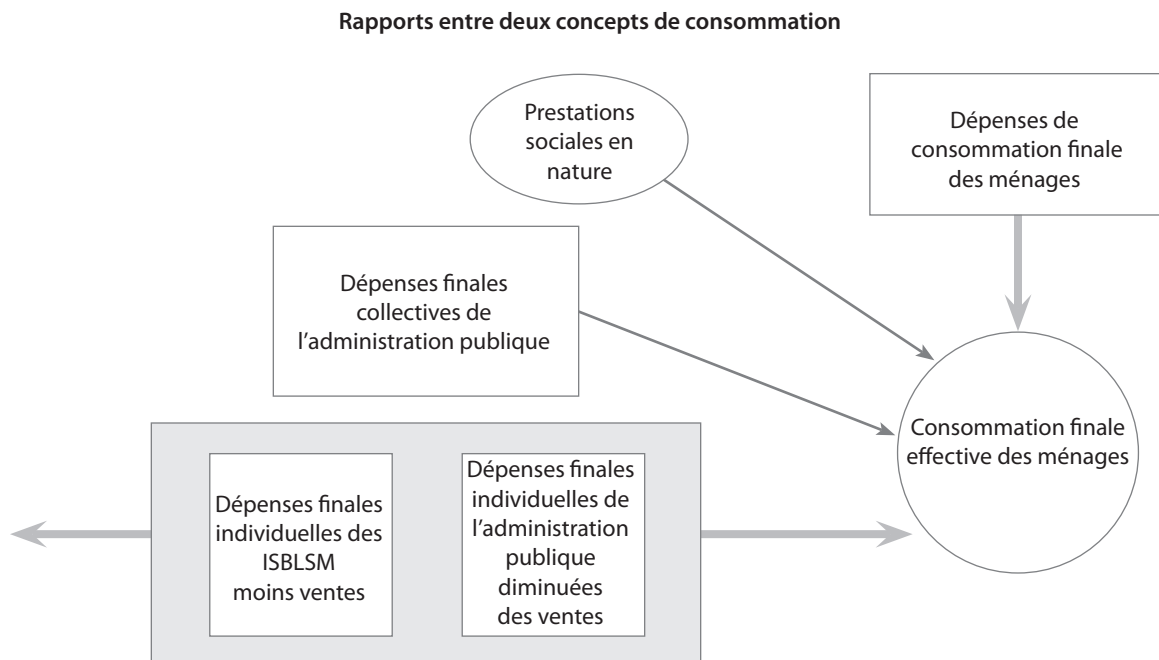 Rapports entre deux concepts de consommation
Prestations
sociales en
nature
Dépenses de
consommation finale
des ménages
Dépenses finales
collectives de
l'administration publique
Consommation finale
effective des ménages
Dépenses finales
individuelles des
ISBLSM
moins ventes
Dépenses finales
individuelles de
l'administration
publique
diminuées
des ventes